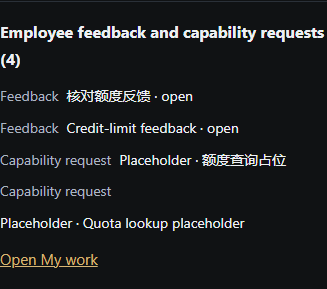 Employee feedback and capability requests
(4)
Feedback 核对额度反馈 · open
Feedback Credit-limit feedback · open
Capability request Placeholder · 额度查询占位
Capability request
Placeholder · Quota lookup placeholder
Open My work